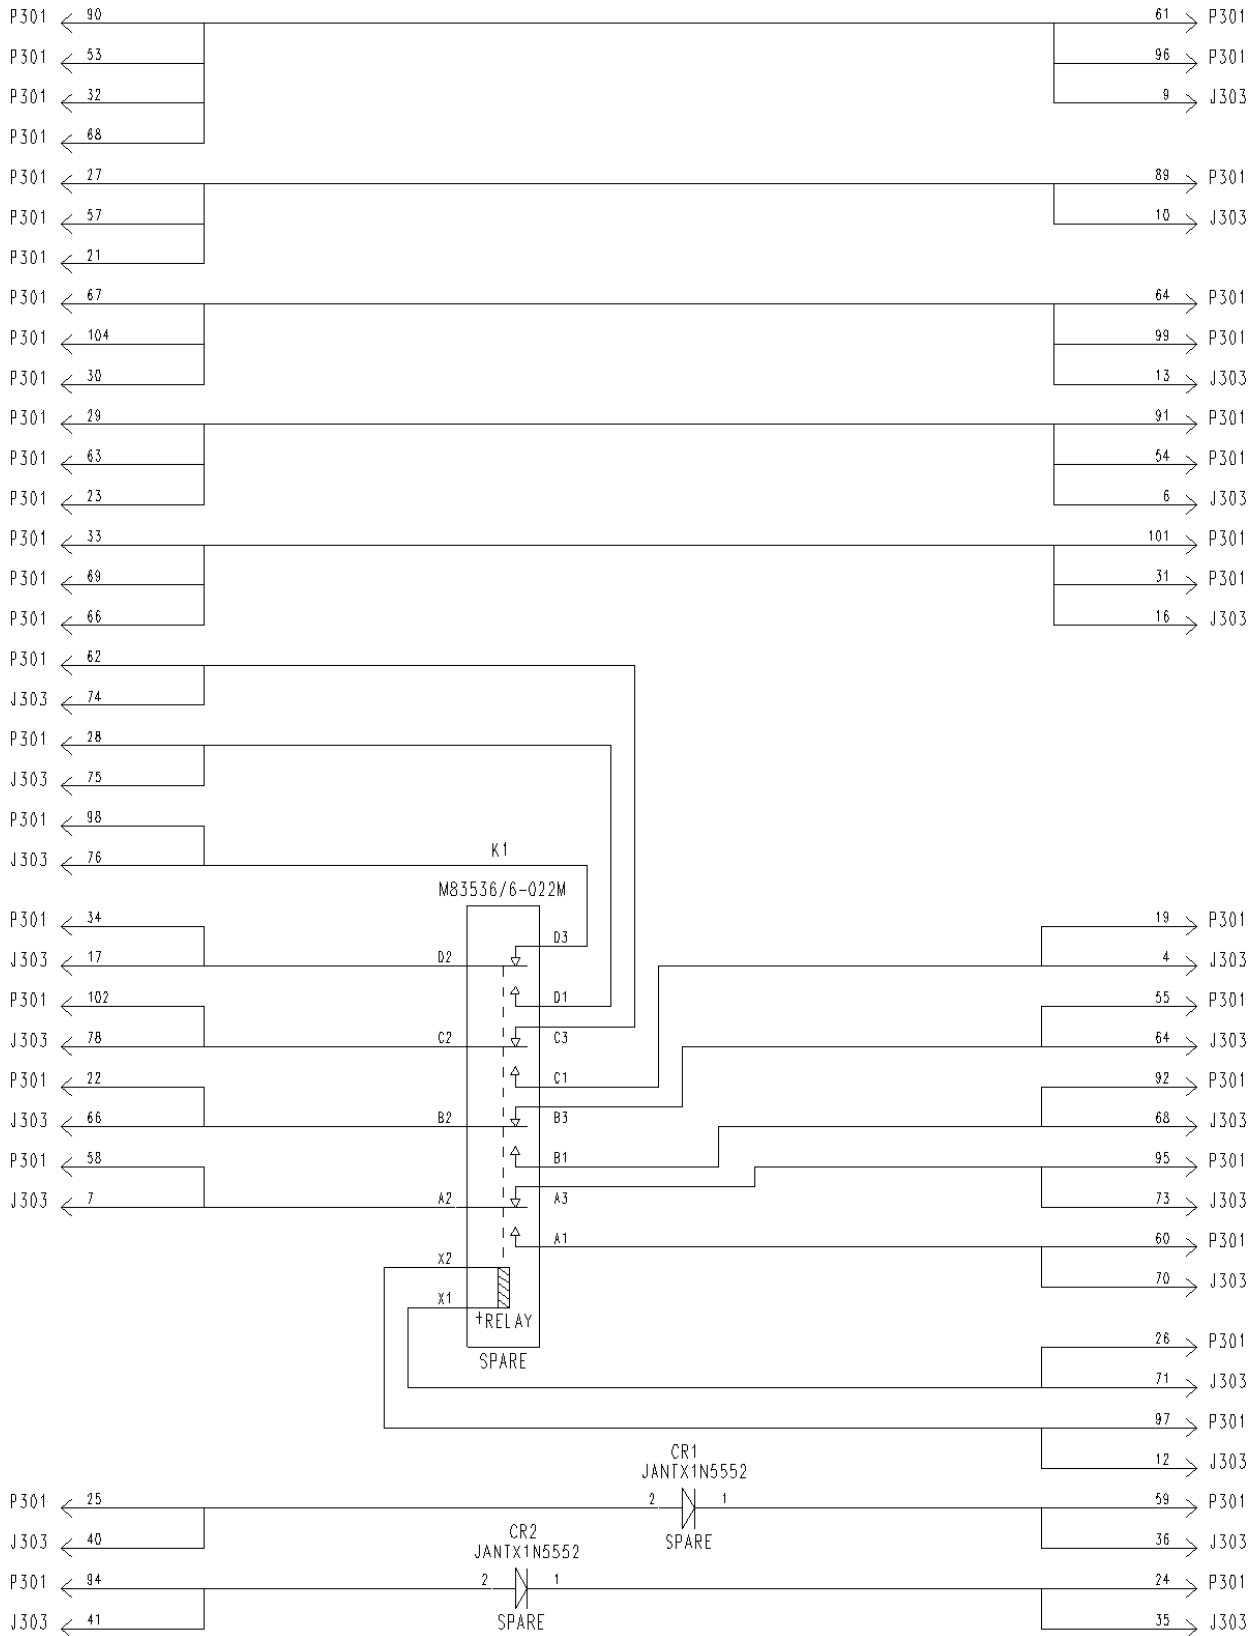 P301 90 61 P301
P301 53 96 P301
P301 32 9 J303
P301 68
P301 27 89 P301
P301 57 10 J303
P301 21
P301 67 64 P301
P301 104 99 P301
P301 30 13 J303
P301 29 91 P301
P301 63 54 P301
P301 23 6 J303
P301 33 101 P301
P301 69 31 P301
P301 66 16 J303
P301 62
J303 74
P301 28
J303 75
P301 98
J303 76
K1
M83536/6-022M
P301 34 19 P301
D3
J303 17 D2 4 J303
P301 102 D1 55 P301
J303 78 C2 C3 64 J303
P301 22 C1 92 P301
J303 66 B2 B3 68 J303
P301 58 B1 95 P301
J303 7 A2 A3 73 J303
A1 60 P301
X2
70 J303
X1
+RELAY
26 P301
SPARE
71 J303
97 P301
CR1
12 J303
JANTX1N5552
P301 25 2 1 59 P301
CR2
SPARE
J303 40 36 J303
JANTX1N5552
P301 94 2 1 24 P301
J303 41 SPARE 35 J303